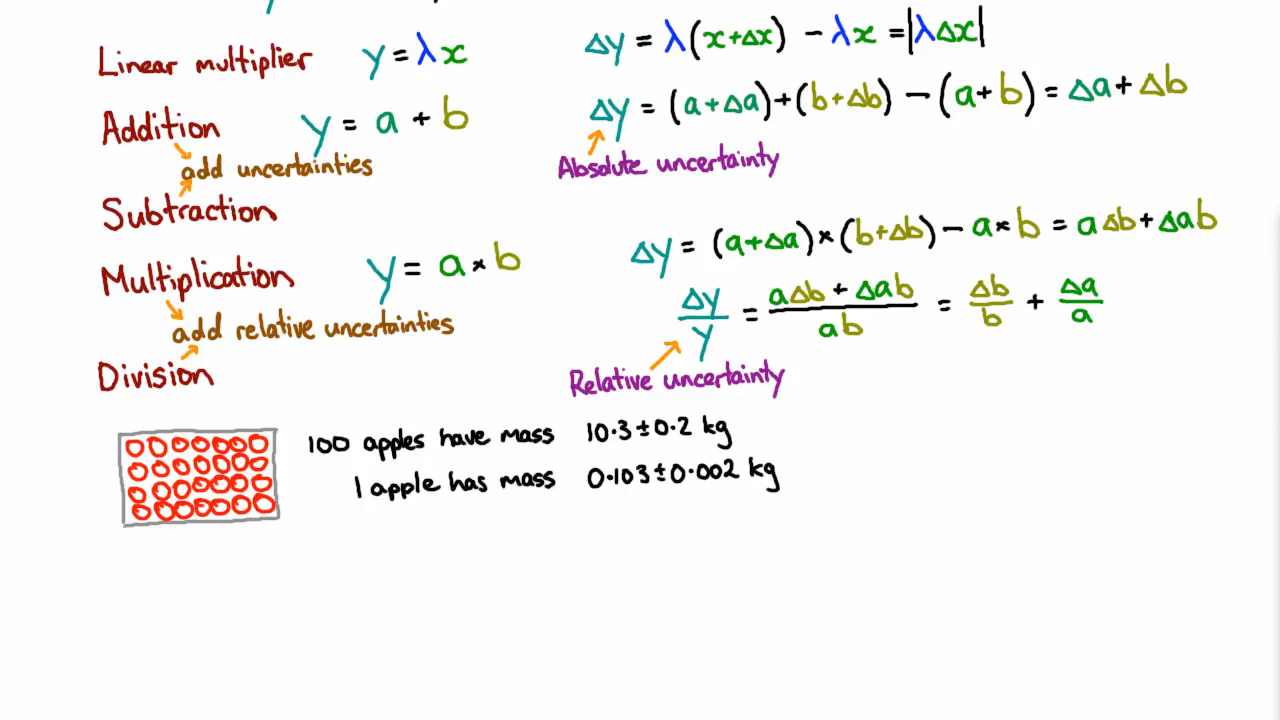 Linear multiplier y = λx Δy = λ(x+Δx) - λx = |λΔx|
Addition y = a + b Δy = (a+Δa)+(b+Δb) - (a+b) = Δa+Δb
add uncertainties Absolute uncertainty
Subtraction
Multiplication y = a × b Δy = (a+Δa)×(b+Δb) - a×b = aΔb+Δab
add relative uncertainties Δy/y = (aΔb + Δab)/ab = Δb/b + Δa/a
Division Relative uncertainty
100 apples have mass 10.3±0.2 kg
1 apple has mass 0.103±0.002 kg